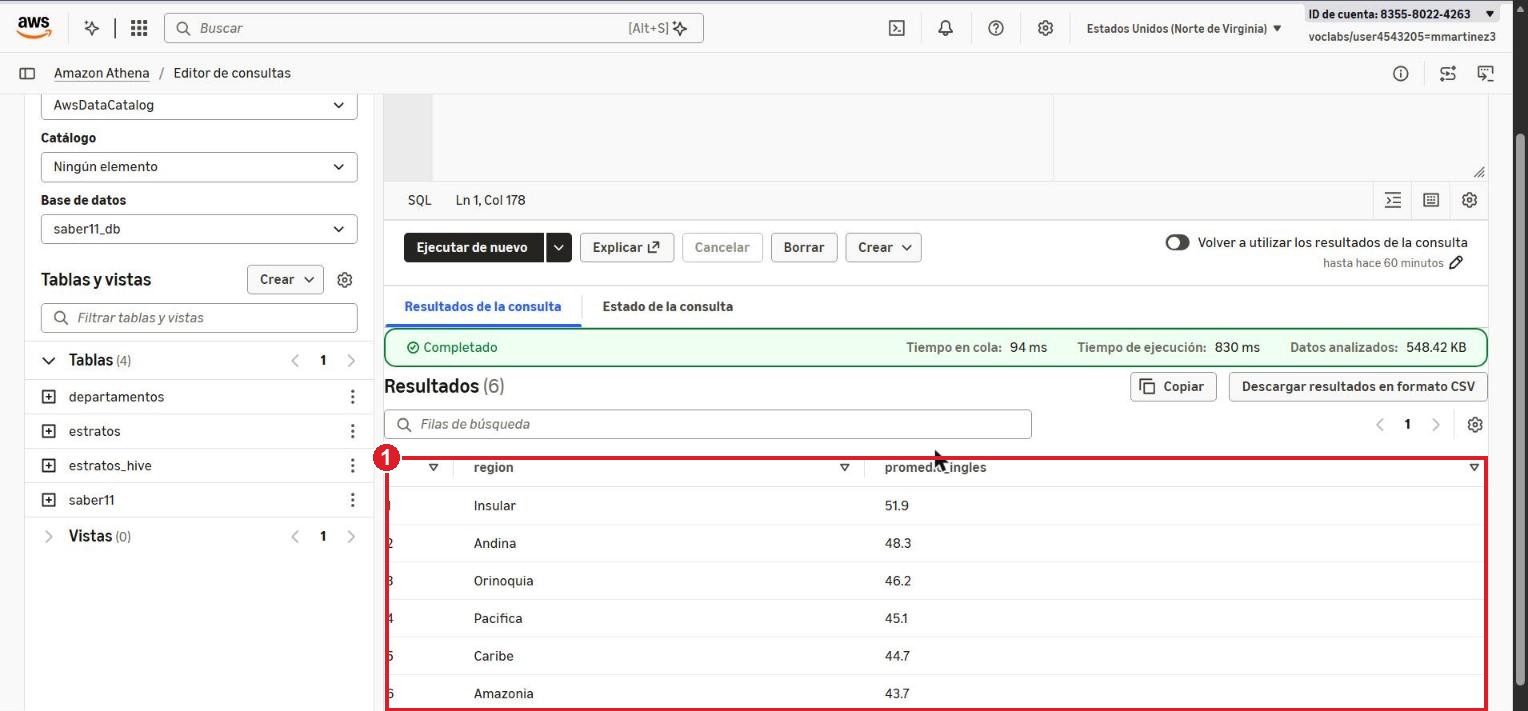 aws
Buscar
[Alt+S]
Estados Unidos (Norte de Virginia)
ID de cuenta: 8355-8022-4263
voclabs/user4543205=mmartinez3
Amazon Athena / Editor de consultas
AwsDataCatalog
Catálogo
Ningún elemento
Base de datos
saber11_db
Tablas y vistas
Crear
Filtrar tablas y vistas
Tablas (4)
1
departamentos
estratos
estratos_hive
saber11
Vistas (0)
1
SQL Ln 1, Col 178
Ejecutar de nuevo
Explicar
Cancelar
Borrar
Crear
Volver a utilizar los resultados de la consulta
hasta hace 60 minutos
Resultados de la consulta
Estado de la consulta
Completado
Tiempo en cola: 94 ms
Tiempo de ejecución: 830 ms
Datos analizados: 548.42 KB
Resultados (6)
Copiar
Descargar resultados en formato CSV
Filas de búsqueda
1
1
region promedio_ingles
1 Insular 51.9
2 Andina 48.3
3 Orinoquia 46.2
4 Pacifica 45.1
5 Caribe 44.7
6 Amazonia 43.7